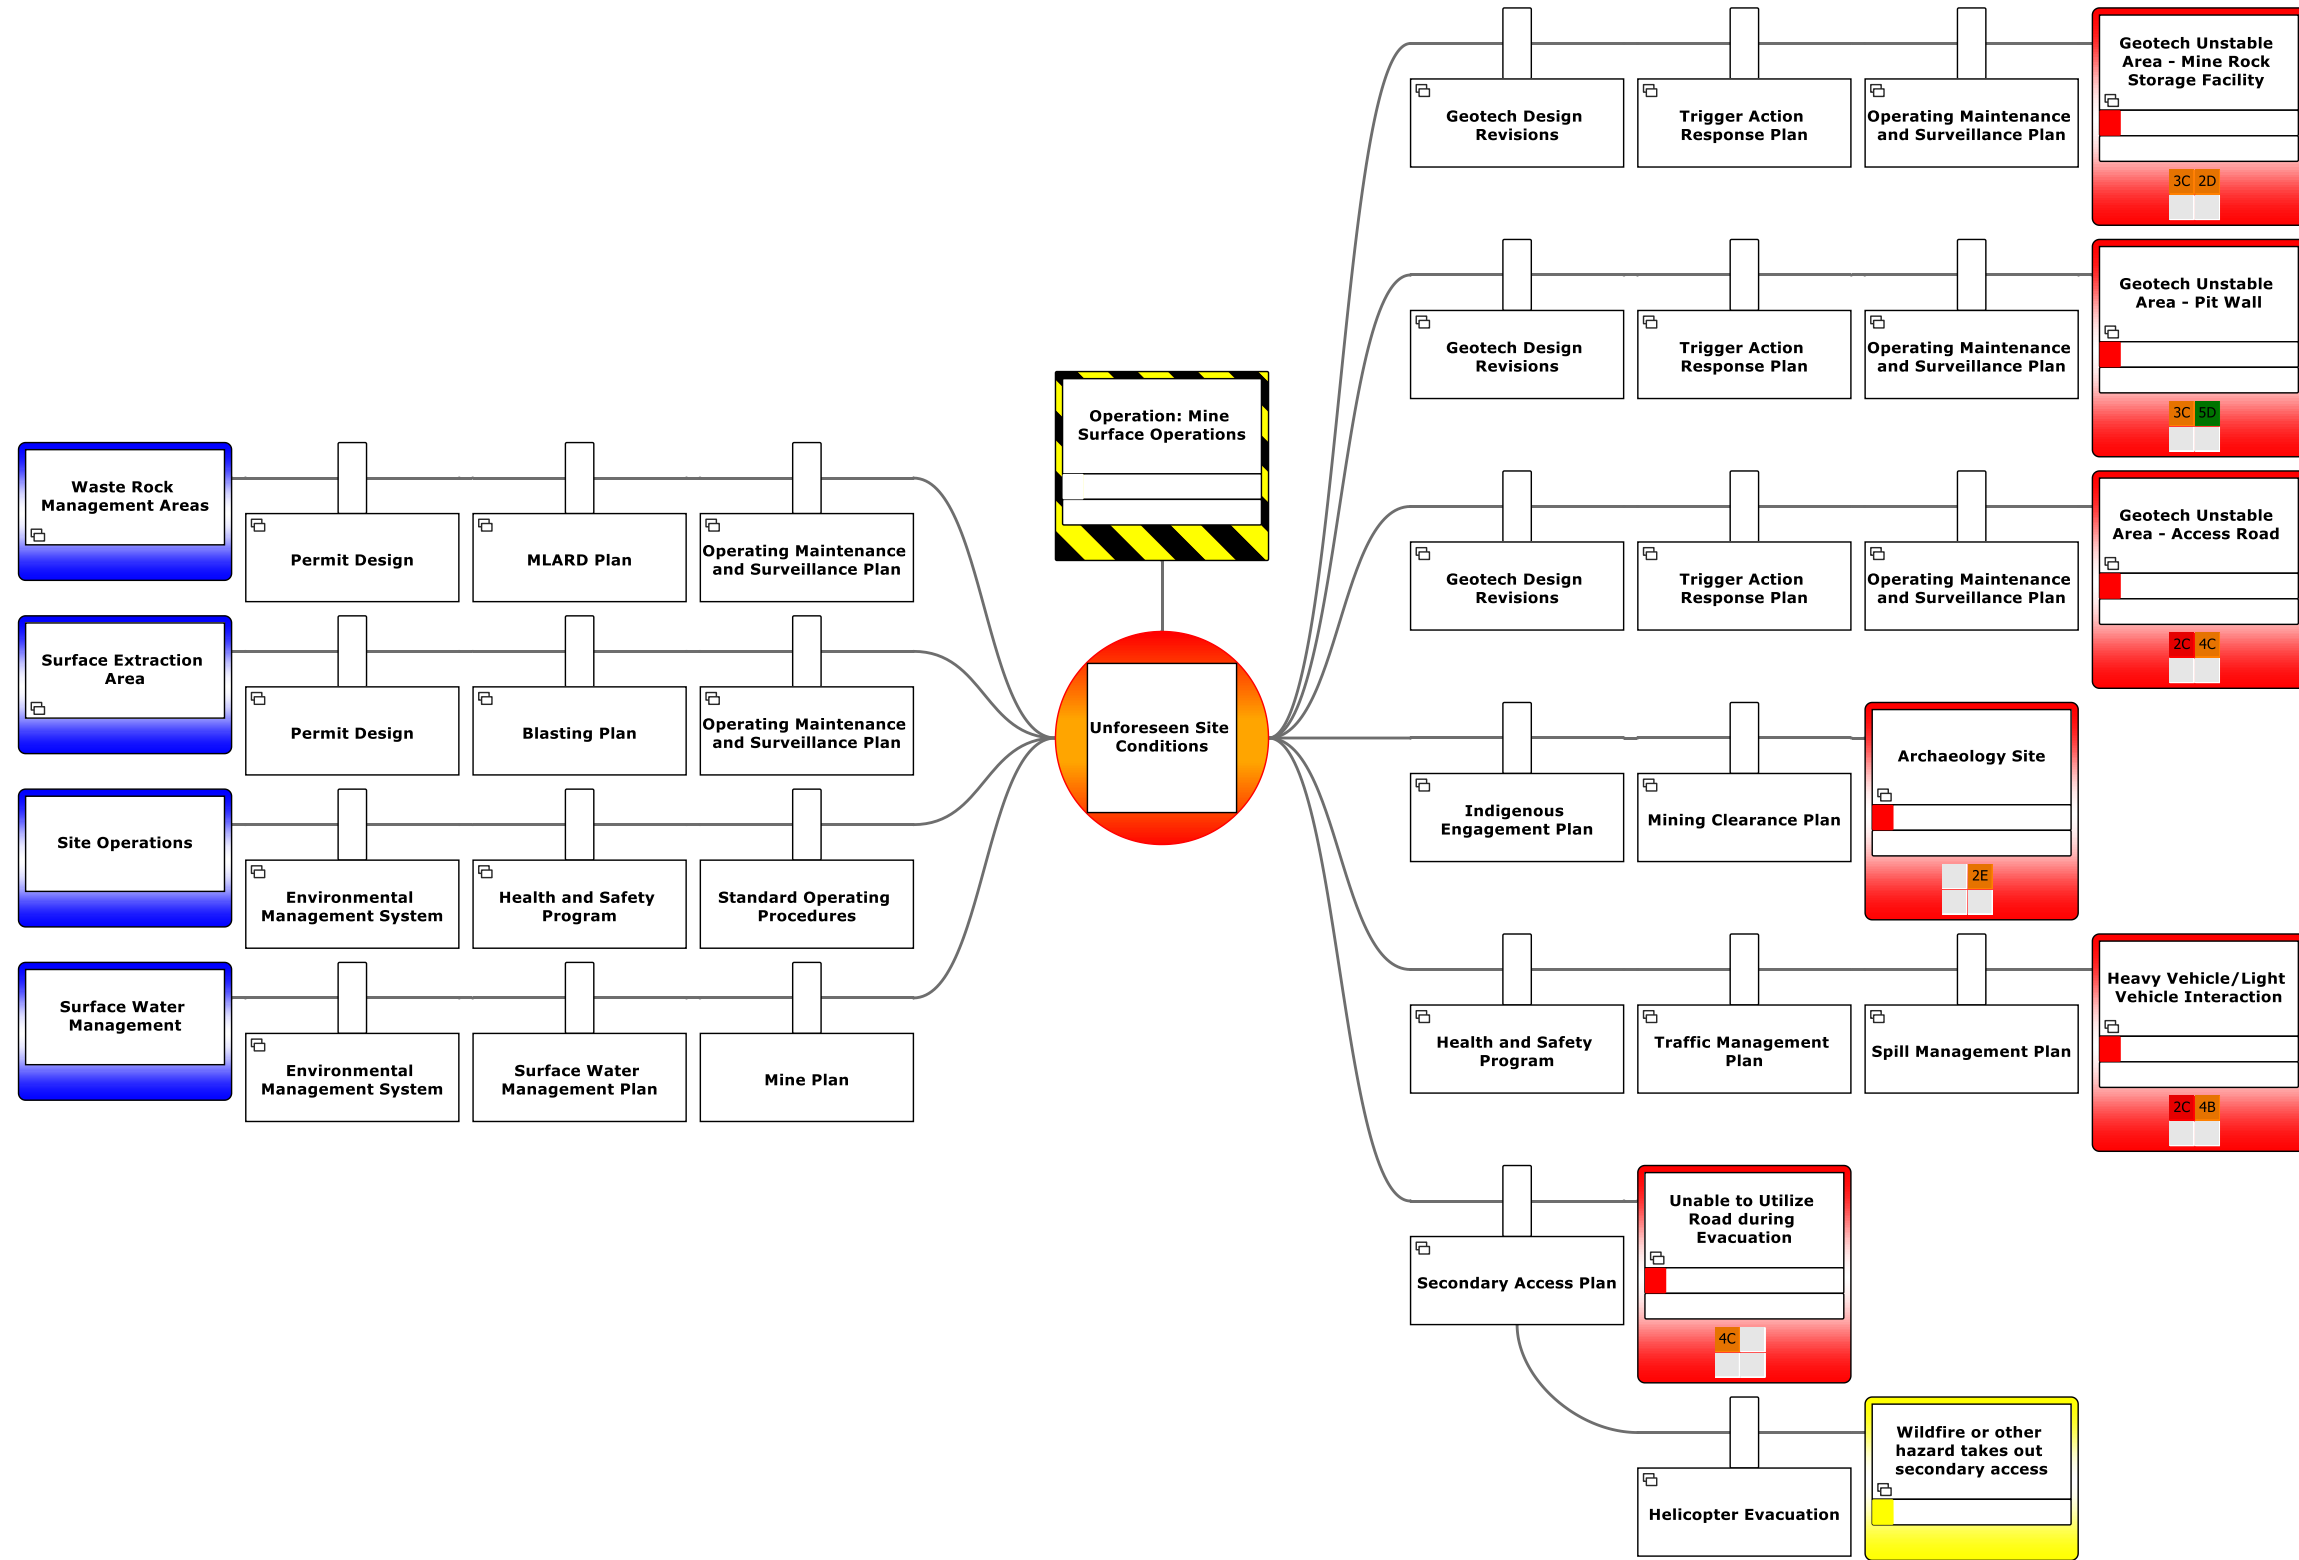 Geotech Unstable
Area - Mine Rock
Storage Facility
Geotech Design
Revisions
Trigger Action
Response Plan
Operating Maintenance
and Surveillance Plan
3C 2D
Geotech Unstable
Area - Pit Wall
Geotech Design
Revisions
Trigger Action
Response Plan
Operating Maintenance
and Surveillance Plan
3C 5D
Operation: Mine
Surface Operations
Waste Rock
Management Areas
Permit Design
MLARD Plan
Operating Maintenance
and Surveillance Plan
Geotech Unstable
Area - Access Road
Geotech Design
Revisions
Trigger Action
Response Plan
Operating Maintenance
and Surveillance Plan
2C 4C
Surface Extraction
Area
Permit Design
Blasting Plan
Operating Maintenance
and Surveillance Plan
Unforeseen Site
Conditions
Archaeology Site
Indigenous
Engagement Plan
Mining Clearance Plan
2E
Site Operations
Environmental
Management System
Health and Safety
Program
Standard Operating
Procedures
Surface Water
Management
Environmental
Management System
Surface Water
Management Plan
Mine Plan
Heavy Vehicle/Light
Vehicle Interaction
Health and Safety
Program
Traffic Management
Plan
Spill Management Plan
2C 4B
Unable to Utilize
Road during
Evacuation
Secondary Access Plan
4C
Wildfire or other
hazard takes out
secondary access
Helicopter Evacuation